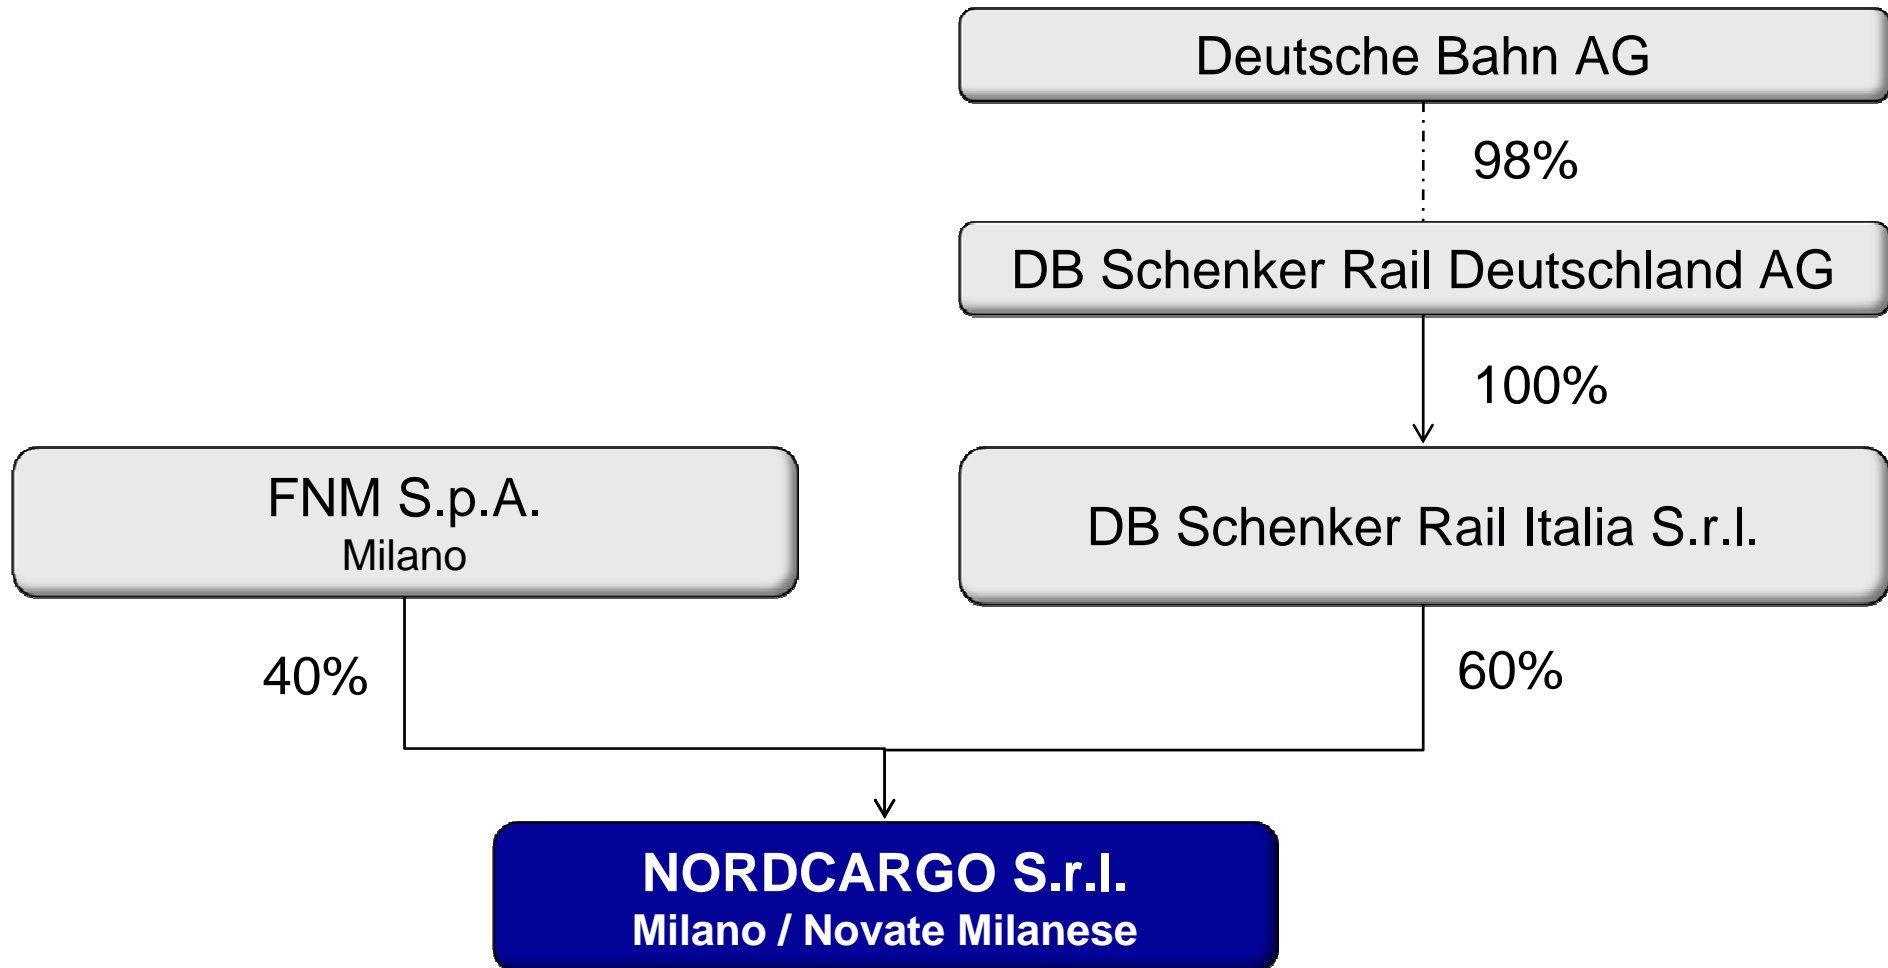 Deutsche Bahn AG
98%
DB Schenker Rail Deutschland AG
100%
FNM S.p.A.
Milano
DB Schenker Rail Italia S.r.l.
40%
60%
NORDCARGO S.r.l.
Milano / Novate Milanese